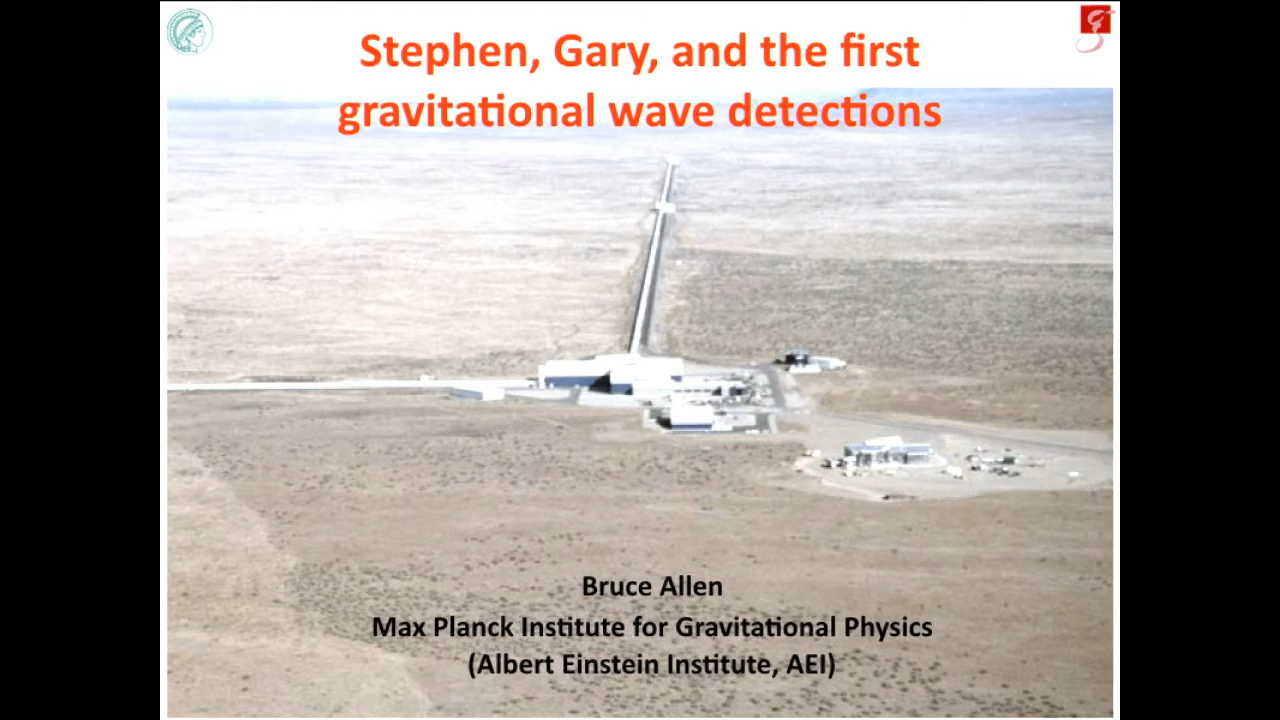 Stephen, Gary, and the first
gravitational wave detections
Bruce Allen
Max Planck Institute for Gravitational Physics
(Albert Einstein Institute, AEI)